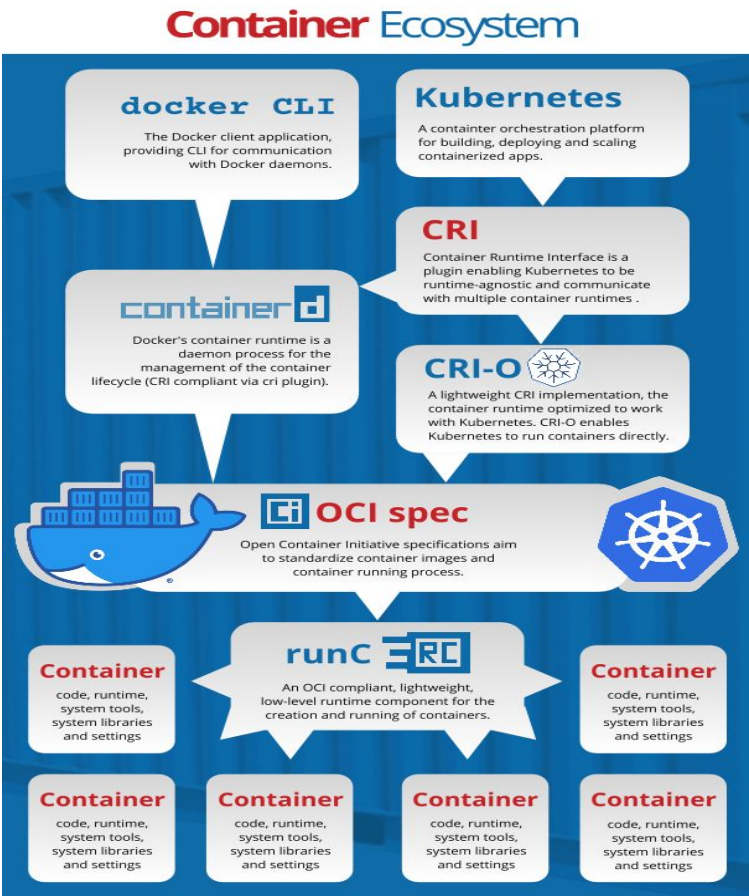 Container Ecosystem
docker CLI
The Docker client application,
providing CLI for communication
with Docker daemons.
Kubernetes
A containter orchestration platform
for building, deploying and scaling
containerized apps.
CRI
Container Runtime Interface is a
plugin enabling Kubernetes to be
runtime-agnostic and communicate
with multiple container runtimes .
containerd
Docker's container runtime is a
daemon process for the
management of the container
lifecycle (CRI compliant via cri plugin).
CRI-O
A lightweight CRI implementation, the
container runtime optimized to work
with Kubernetes. CRI-O enables
Kubernetes to run containers directly.
Ci OCI spec
Open Container Initiative specifications aim
to standardize container images and
container running process.
runC RC
An OCI compliant, lightweight,
low-level runtime component for the
creation and running of containers.
Container
code, runtime,
system tools,
system libraries
and settings
Container
code, runtime,
system tools,
system libraries
and settings
Container
code, runtime,
system tools,
system libraries
and settings
Container
code, runtime,
system tools,
system libraries
and settings
Container
code, runtime,
system tools,
system libraries
and settings
Container
code, runtime,
system tools,
system libraries
and settings